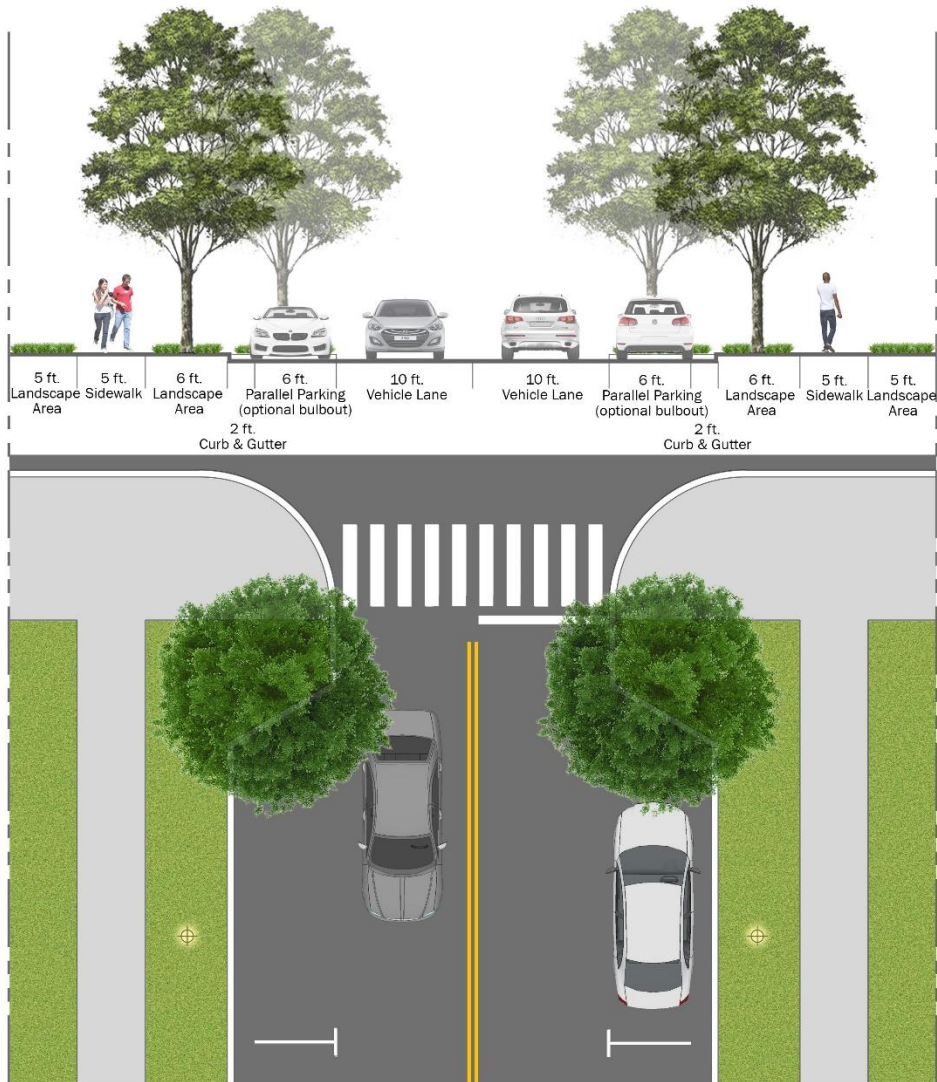 5 ft.
Landscape
Area
5 ft.
Sidewalk
6 ft.
Landscape
Area
6 ft.
Parallel Parking
(optional bulbout)
2 ft.
Curb & Gutter
10 ft.
Vehicle Lane
10 ft.
Vehicle Lane
6 ft.
Parallel Parking
(optional bulbout)
2 ft.
Curb & Gutter
6 ft.
Landscape
Area
5 ft.
Sidewalk
5 ft.
Landscape
Area